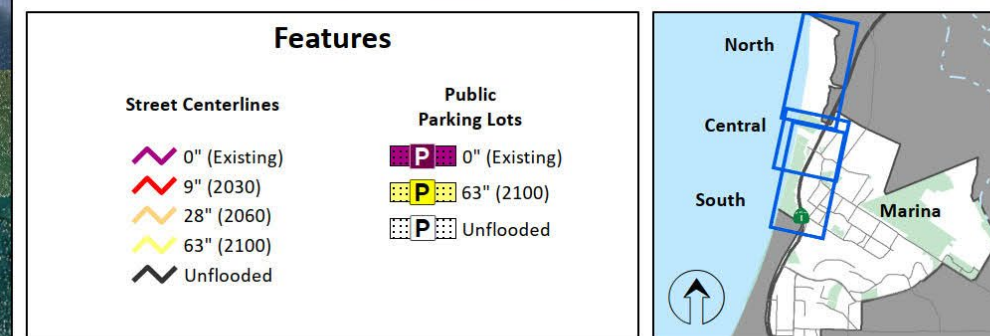 Features
Street Centerlines
0" (Existing)
9" (2030)
28" (2060)
63" (2100)
Unflooded
Public
Parking Lots
P 0" (Existing)
P 63" (2100)
P Unflooded
North
Central
South
Marina
1